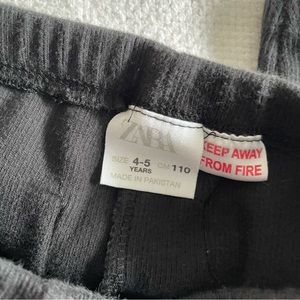 ZARA
SIZE 4-5 YEARS CM 110
MADE IN PAKISTAN
KEEP AWAY
FROM FIRE